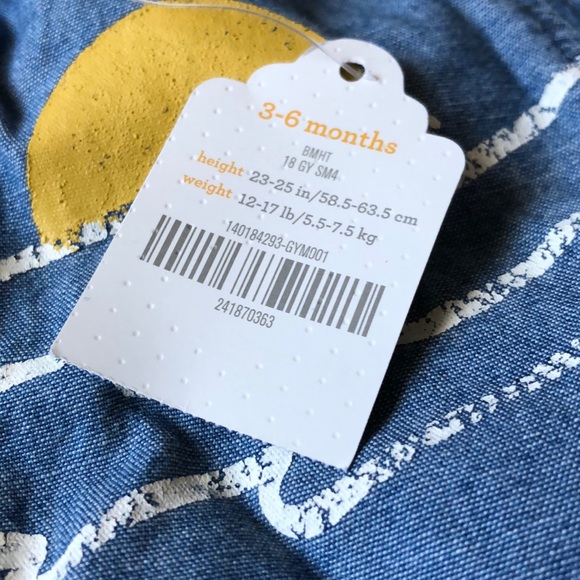 3-6 months
BMHT
18 GY SM4
height 23-25 in/58.5-63.5 cm
weight 12-17 lb/5.5-7.5 kg
140184293-GYM001
241870363